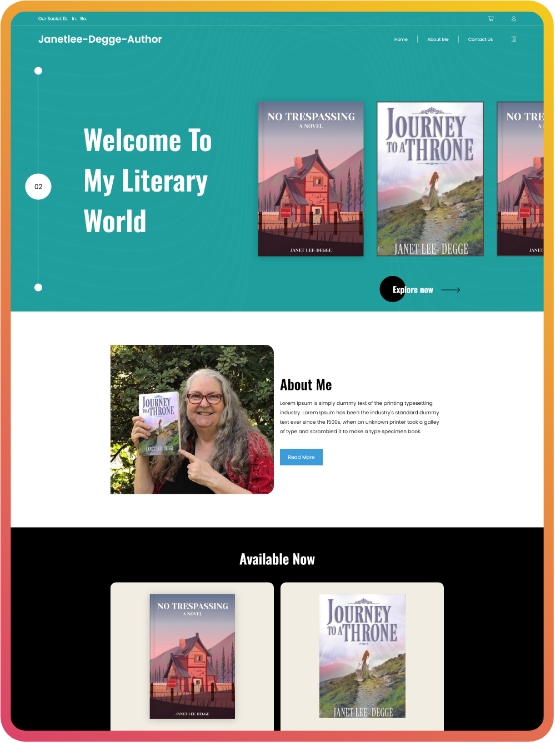 Our Socials: Fb. In. Be.
Janetlee-Degge-Author
Home
About Me
Contact Us
Welcome To
My Literary
World
02
NO TRESPASSING
A NOVEL
JANET LEE-DEGGE
JOURNEY
TO A THRONE
JANET LEE- DEGGE
NO TRE
JANET
Explore now
JOURNEY
TO A THRONE
JANET LEE-DEGGE
About Me
Lorem Ipsum is simply dummy text of the printing typesetting
industry. Lorem Ipsum has been the industry's standard dummy
text ever since the 1500s, when an unknown printer took a galley
of type and scrambled it to make a type specimen book.
Read More
Available Now
NO TRESPASSING
A NOVEL
JANET LEE-DEGGE
JOURNEY
TO A THRONE
JANET LEE-DEGGE